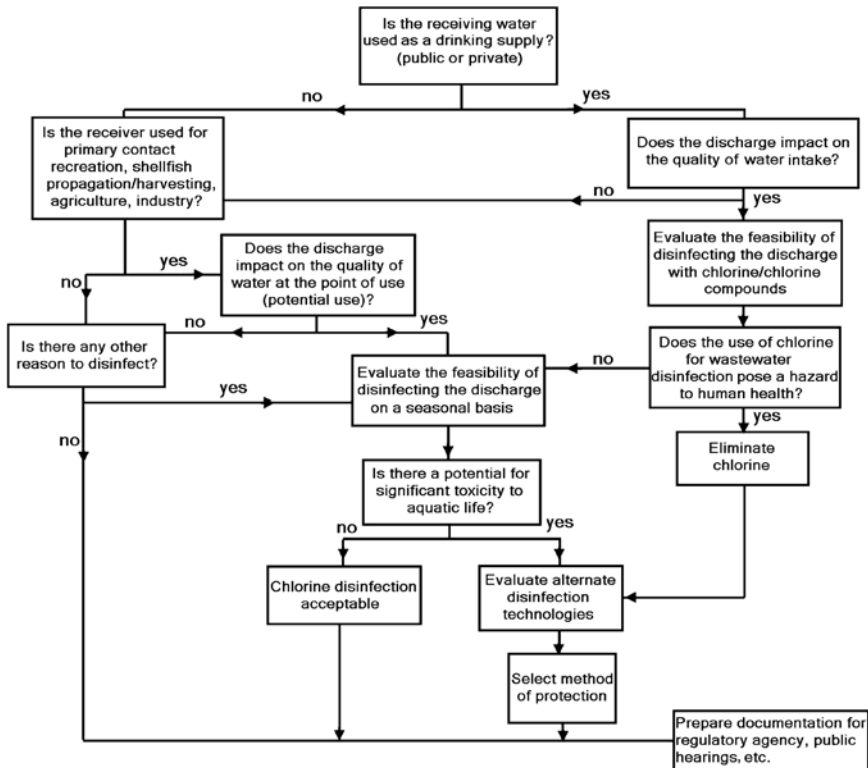 Is the receiving water
used as a drinking supply?
(public or private)
no
yes
Is the receiver used for
primary contact
recreation, shellfish
propagation/harvesting,
agriculture, industry?
Does the discharge impact on
the quality of water intake?
no
yes
Does the discharge
impact on the quality of
water at the point of use
(potential use)?
yes
no
Evaluate the feasibility of
disinfecting the discharge
with chlorine/chlorine
compounds
no
yes
Is there any other
reason to disinfect?
Evaluate the feasibility of
disinfecting the discharge
on a seasonal basis
no
Does the use of chlorine
for wastewater
disinfection pose a hazard
to human health?
yes
yes
no
Eliminate
chlorine
Is there a potential for
significant toxicity to
aquatic life?
no
yes
Chlorine disinfection
acceptable
Evaluate alternate
disinfection
technologies
Select method
of protection
Prepare documentation for
regulatory agency, public
hearings, etc.